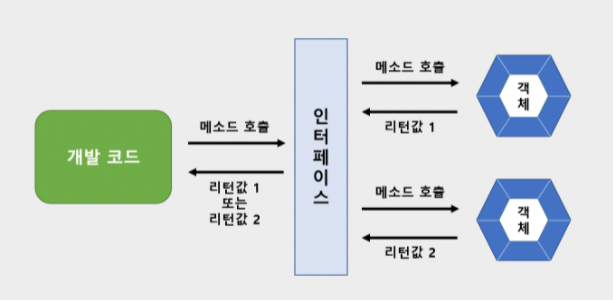 개발 코드
메소드 호출
리턴값 1
또는
리턴값 2
인터페이스
메소드 호출
리턴값 1
객체
메소드 호출
리턴값 2
객체